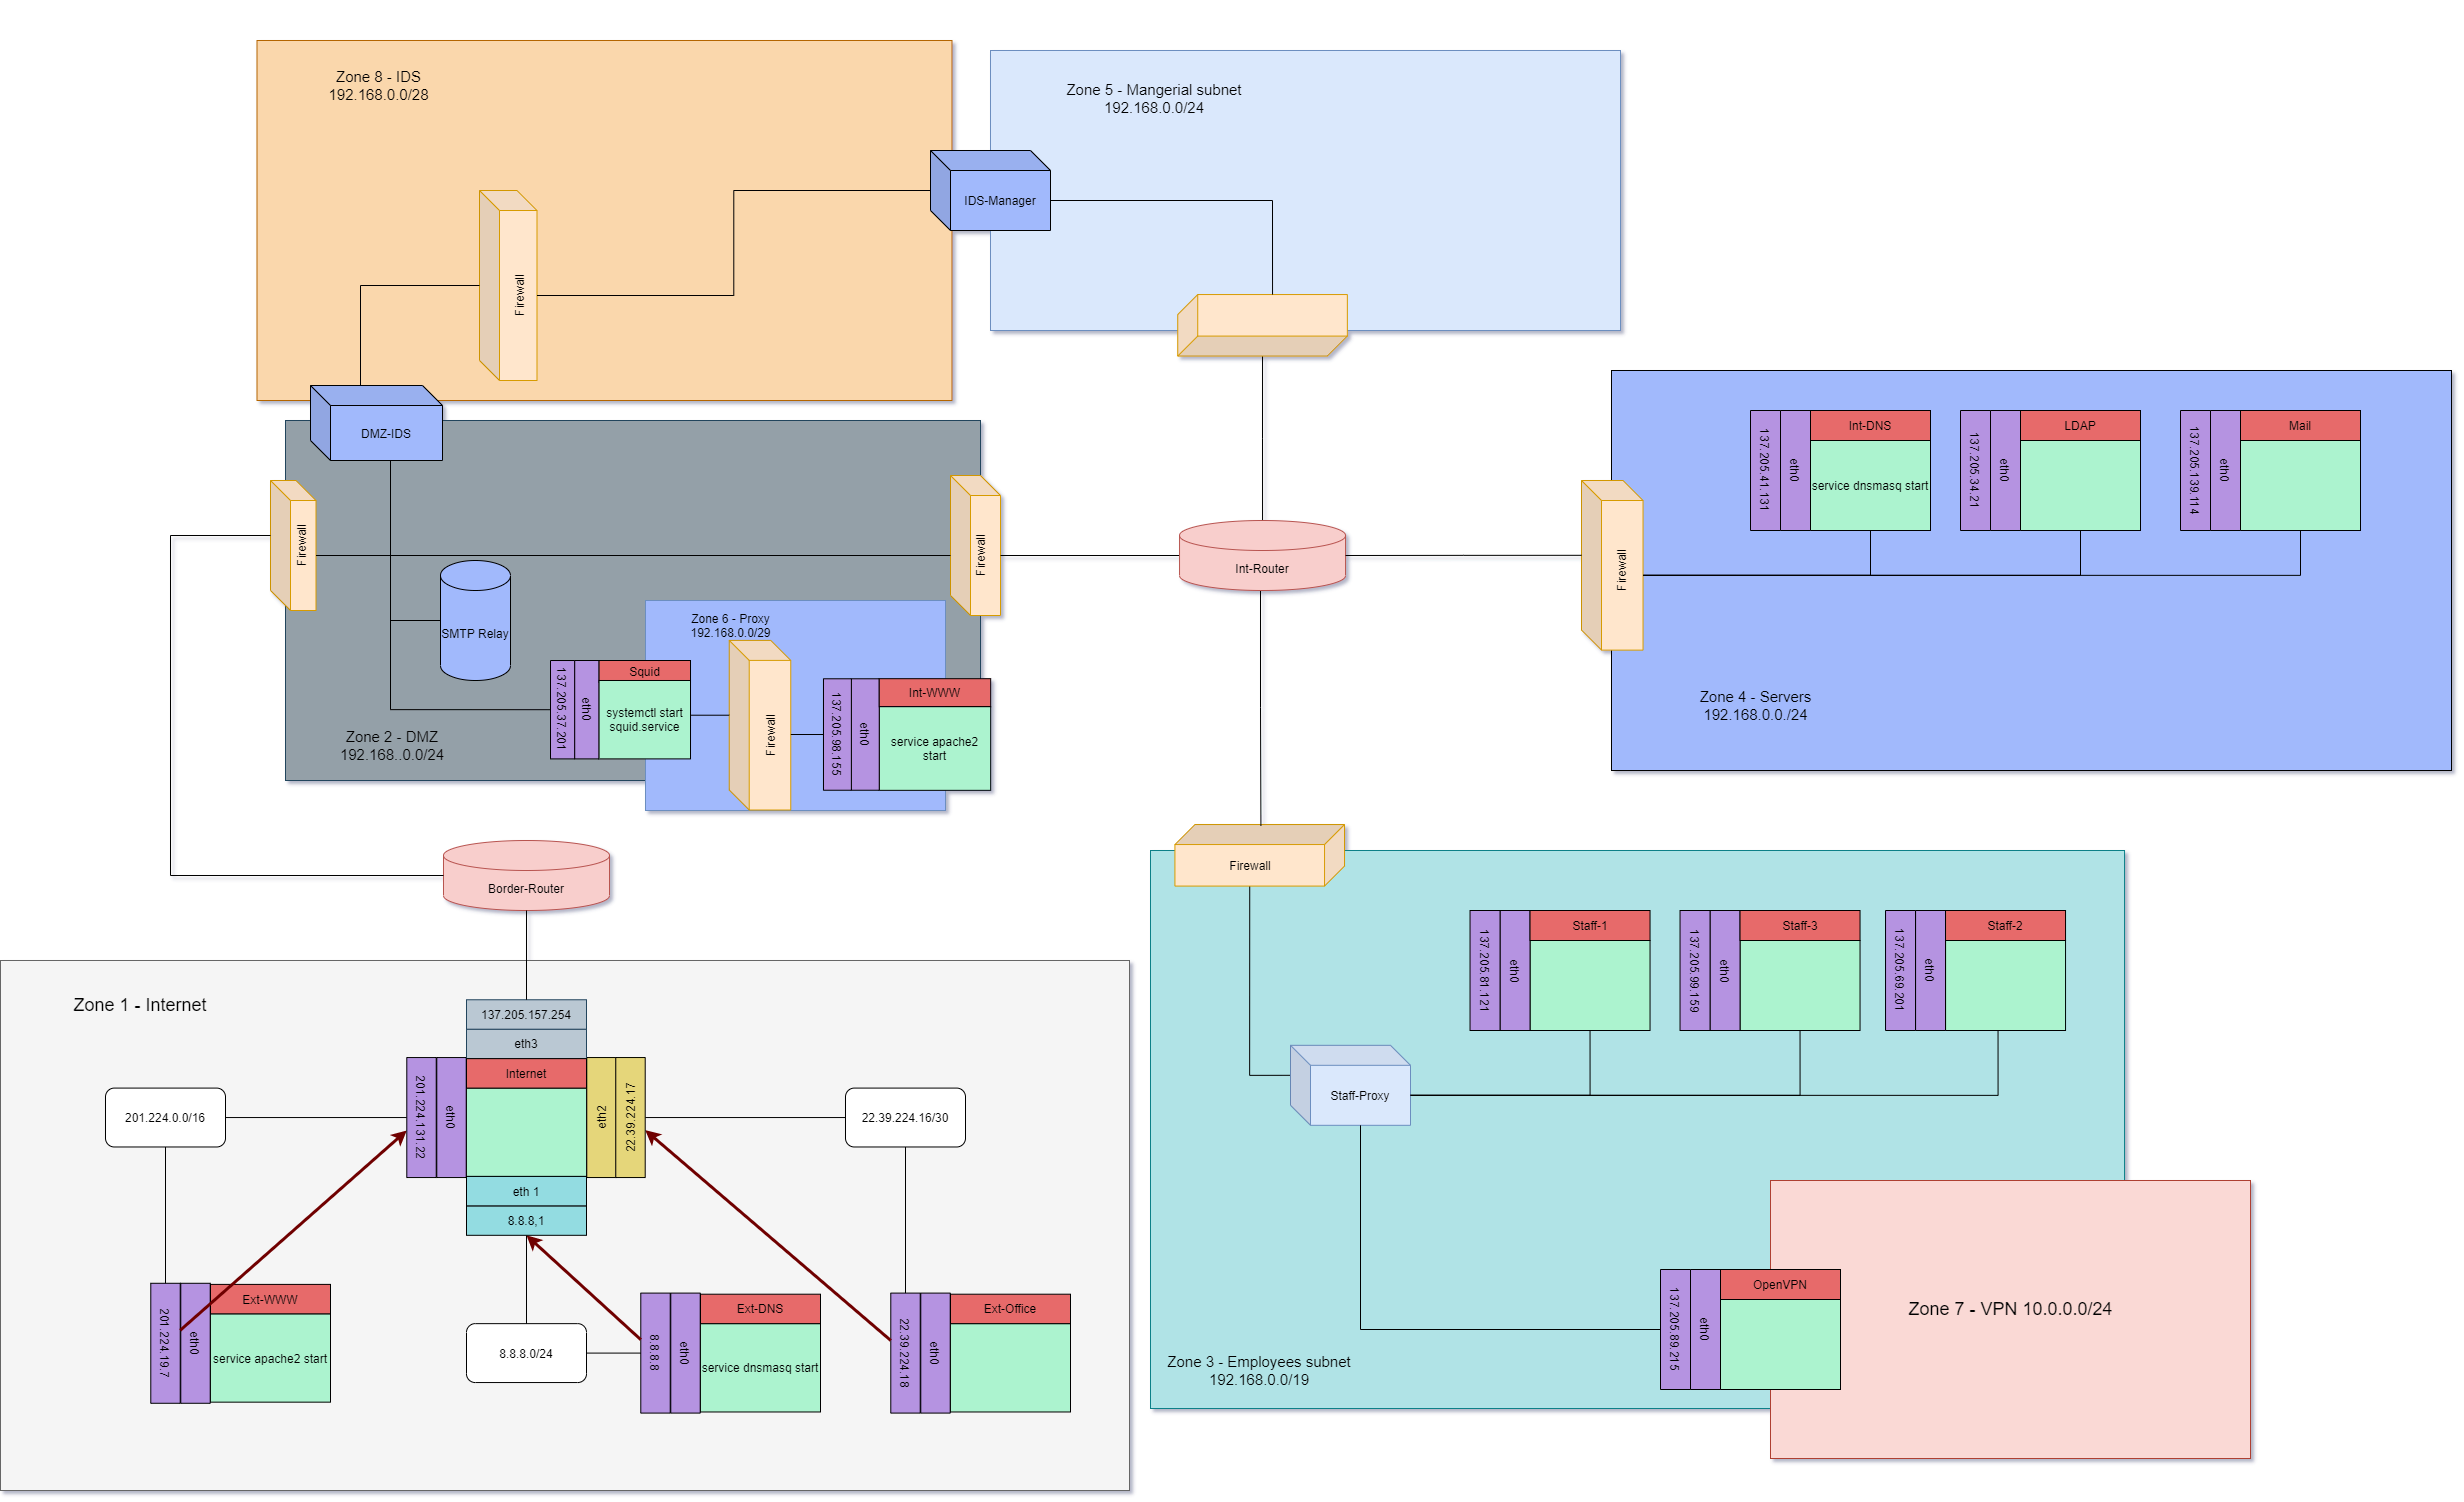 Zone 8 - IDS
192.168.0.0/28
Zone 5 - Mangerial subnet
192.168.0.0/24
IDS-Manager
Firewall
DMZ-IDS
Firewall
SMTP Relay
Zone 6 - Proxy
192.168.0.0/29
Squid
137.205.37.201
eth0
systemctl start
squid.service
Firewall
Int-WWW
137.205.98.155
eth0
service apache2
start
Zone 2 - DMZ
192.168..0.0/24
Firewall
Int-Router
Firewall
137.205.41.131
eth0
Int-DNS
service dnsmasq start
137.205.34.21
eth0
LDAP
137.205.139.114
eth0
Mail
Zone 4 - Servers
192.168.0.0./24
Border-Router
Zone 1 - Internet
137.205.157.254
eth3
201.224.131.22
eth0
Internet
eth2
22.39.224.17
eth 1
8.8.8,1
201.224.0.0/16
22.39.224.16/30
201.224.19.7
eth0
Ext-WWW
service apache2 start
8.8.8.0/24
8.8.8.8
eth0
Ext-DNS
service dnsmasq start
22.39.224.18
eth0
Ext-Office
Firewall
137.205.81.121
eth0
Staff-1
137.205.99.159
eth0
Staff-3
137.205.69.201
eth0
Staff-2
Staff-Proxy
137.205.89.215
eth0
OpenVPN
Zone 7 - VPN 10.0.0.0/24
Zone 3 - Employees subnet
192.168.0.0/19